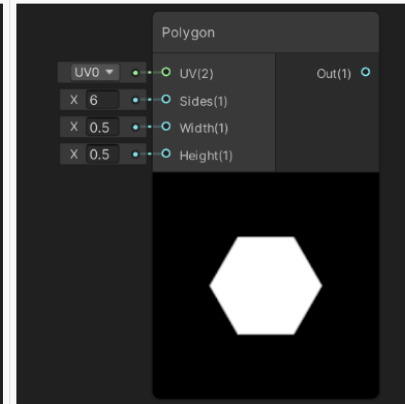 Polygon
UV0 UV(2) Out(1)
X 6 Sides(1)
X 0.5 Width(1)
X 0.5 Height(1)